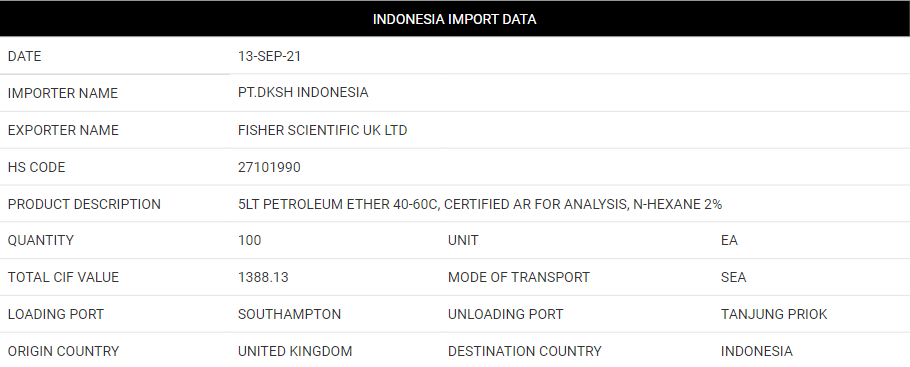 INDONESIA IMPORT DATA
DATE 13-SEP-21
IMPORTER NAME PT.DKSH INDONESIA
EXPORTER NAME FISHER SCIENTIFIC UK LTD
HS CODE 27101990
PRODUCT DESCRIPTION 5LT PETROLEUM ETHER 40-60C, CERTIFIED AR FOR ANALYSIS, N-HEXANE 2%
QUANTITY 100 UNIT EA
TOTAL CIF VALUE 1388.13 MODE OF TRANSPORT SEA
LOADING PORT SOUTHAMPTON UNLOADING PORT TANJUNG PRIOK
ORIGIN COUNTRY UNITED KINGDOM DESTINATION COUNTRY INDONESIA